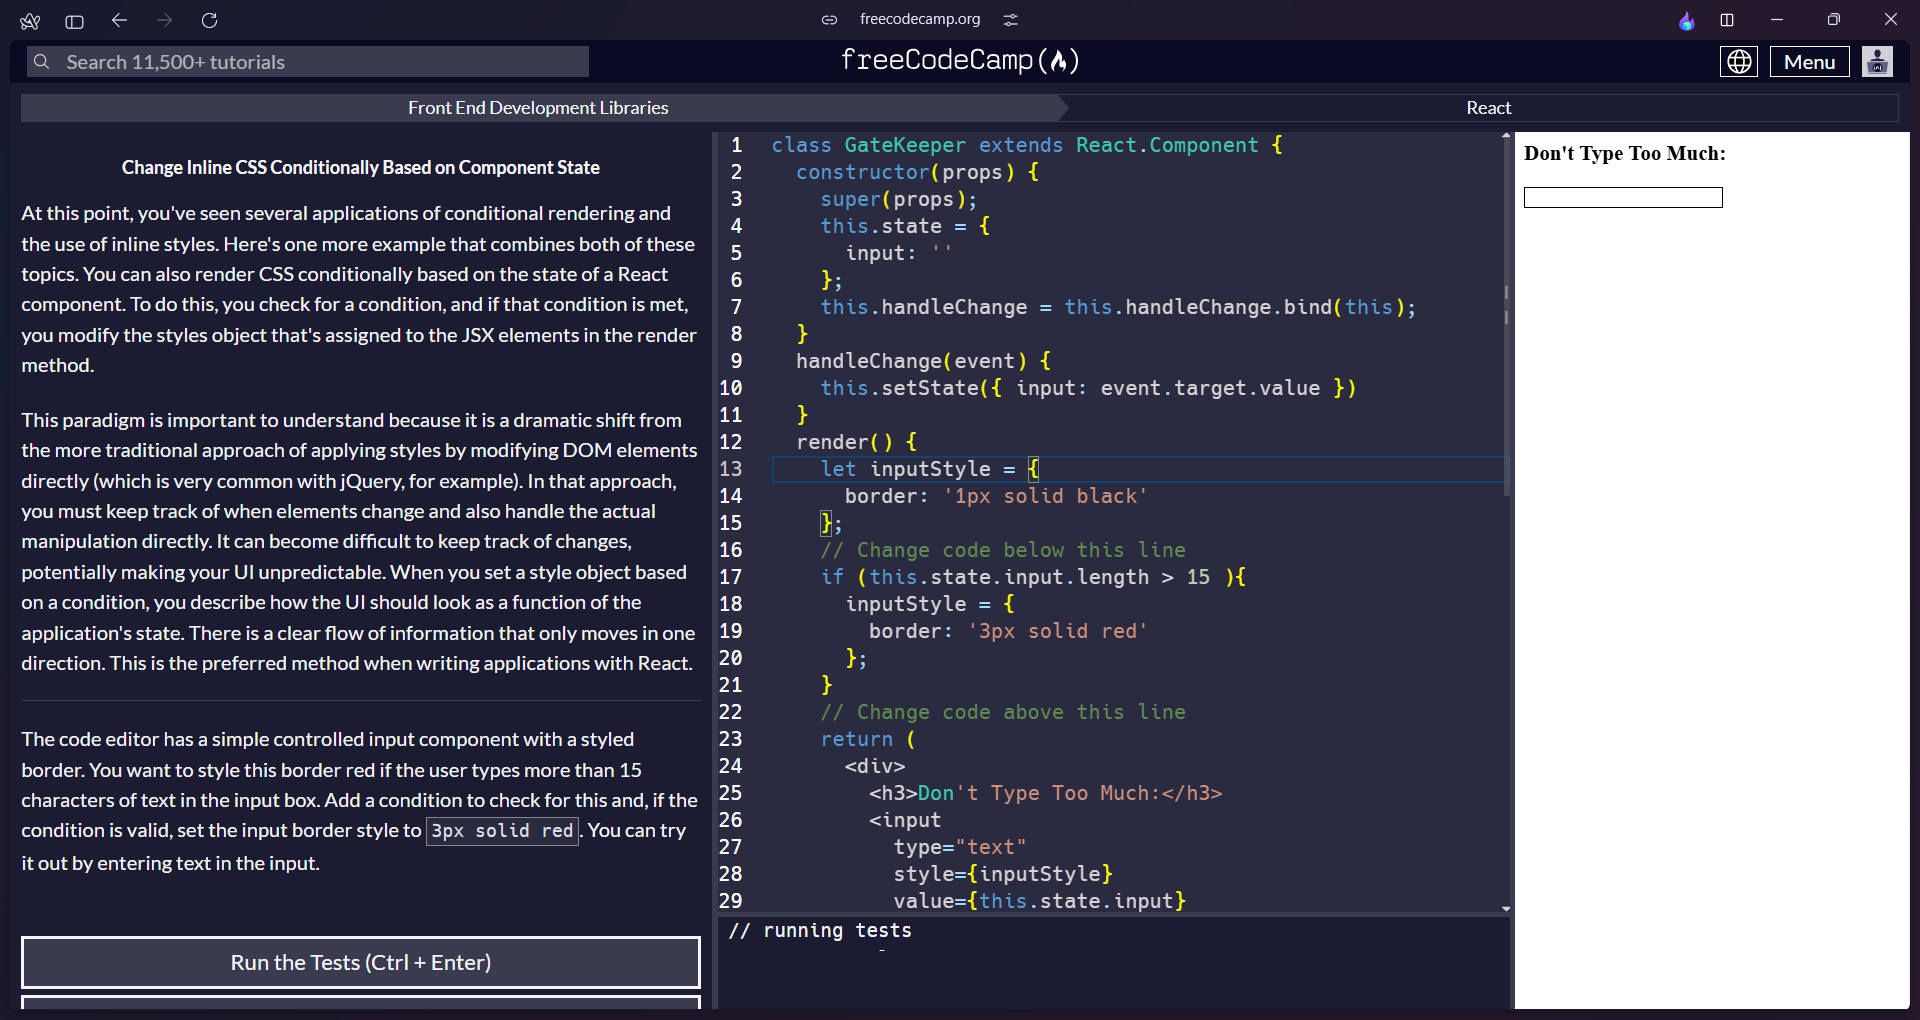 freecodecamp.org
Search 11,500+ tutorials
freeCodeCamp(🔥)
Menu
Front End Development Libraries
React
Change Inline CSS Conditionally Based on Component State
At this point, you've seen several applications of conditional rendering and
the use of inline styles. Here's one more example that combines both of these
topics. You can also render CSS conditionally based on the state of a React
component. To do this, you check for a condition, and if that condition is met,
you modify the styles object that's assigned to the JSX elements in the render
method.
This paradigm is important to understand because it is a dramatic shift from
the more traditional approach of applying styles by modifying DOM elements
directly (which is very common with jQuery, for example). In that approach,
you must keep track of when elements change and also handle the actual
manipulation directly. It can become difficult to keep track of changes,
potentially making your UI unpredictable. When you set a style object based
on a condition, you describe how the UI should look as a function of the
application's state. There is a clear flow of information that only moves in one
direction. This is the preferred method when writing applications with React.
The code editor has a simple controlled input component with a styled
border. You want to style this border red if the user types more than 15
characters of text in the input box. Add a condition to check for this and, if the
condition is valid, set the input border style to 3px solid red. You can try
it out by entering text in the input.
Run the Tests (Ctrl + Enter)
1 class GateKeeper extends React.Component {
2 constructor(props) {
3 super(props);
4 this.state = {
5 input: ''
6 };
7 this.handleChange = this.handleChange.bind(this);
8 }
9 handleChange(event) {
10 this.setState({ input: event.target.value })
11 }
12 render() {
13 let inputStyle = {
14 border: '1px solid black'
15 };
16 // Change code below this line
17 if (this.state.input.length > 15 ){
18 inputStyle = {
19 border: '3px solid red'
20 };
21 }
22 // Change code above this line
23 return (
24 <div>
25 <h3>Don't Type Too Much:</h3>
26 <input
27 type="text"
28 style={inputStyle}
29 value={this.state.input}
// running tests
Don't Type Too Much: